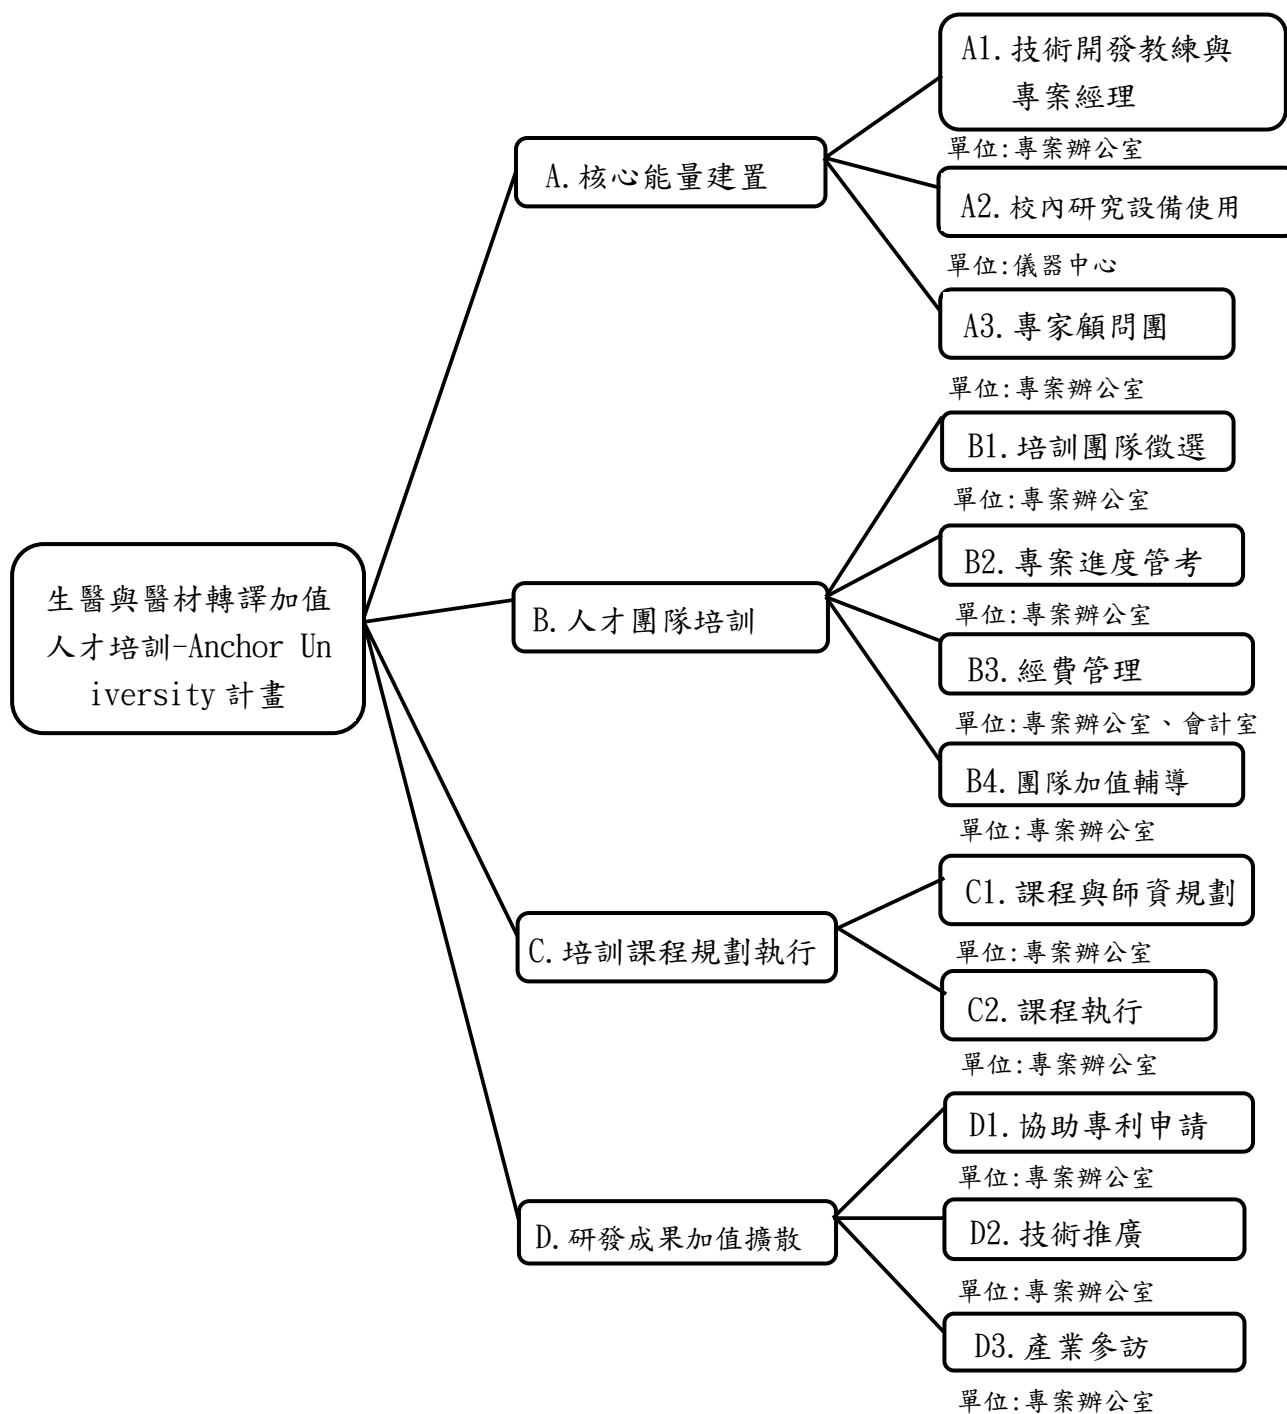 生醫與醫材轉譯加值
人才培訓-Anchor Un
iversity計畫
A.核心能量建置
A1.技術開發教練與
專案經理
單位:專案辦公室
A2.校內研究設備使用
單位:儀器中心
A3.專家顧問團
單位:專案辦公室
B.人才團隊培訓
B1.培訓團隊徵選
單位:專案辦公室
B2.專案進度管考
單位:專案辦公室
B3.經費管理
單位:專案辦公室、會計室
B4.團隊加值輔導
單位:專案辦公室
C.培訓課程規劃執行
C1.課程與師資規劃
單位:專案辦公室
C2.課程執行
單位:專案辦公室
D.研發成果加值擴散
D1.協助專利申請
單位:專案辦公室
D2.技術推廣
單位:專案辦公室
D3.產業參訪
單位:專案辦公室